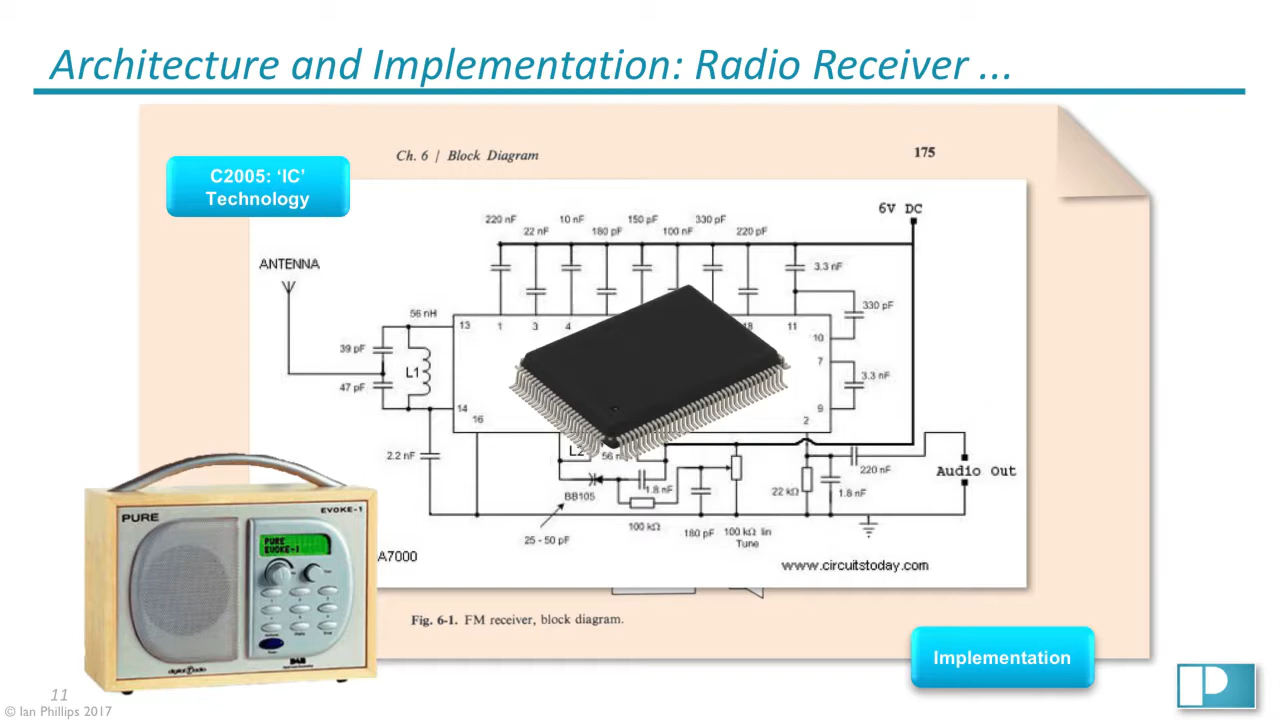 Architecture and Implementation: Radio Receiver ...
Ch. 6 / Block Diagram
175
C2005: ‘IC’
Technology
6V DC
220 nF
10 nF
150 pF
330 pF
22 nF
180 pF
100 nF
220 pF
ANTENNA
3.3 nF
56 nH
330 pF
13
1
3
4
18
11
10
39 pF
7
L1
3.3 nF
47 pF
14
16
9
2
L2
56 n
2.2 nF
220 nF
Audio Out
BB105
1.8 nF
22 kΩ
1.8 nF
100 kΩ
180 pF
100 kΩ lin
Tune
25 - 50 pF
A7000
www.circuitstoday.com
PURE
EVOKE-1
PURE
EVOKE-1
digital radio
DAB
Fig. 6-1. FM receiver, block diagram.
Implementation
11
© Ian Phillips 2017